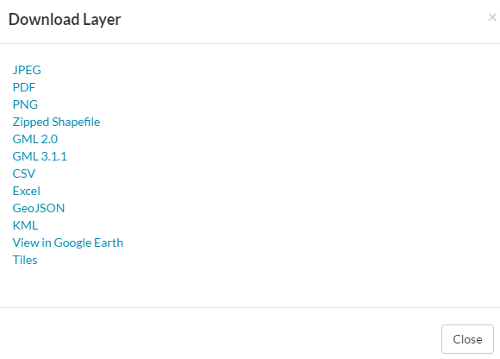 Download Layer
×
JPEG
PDF
PNG
Zipped Shapefile
GML 2.0
GML 3.1.1
CSV
Excel
GeoJSON
KML
View in Google Earth
Tiles
Close